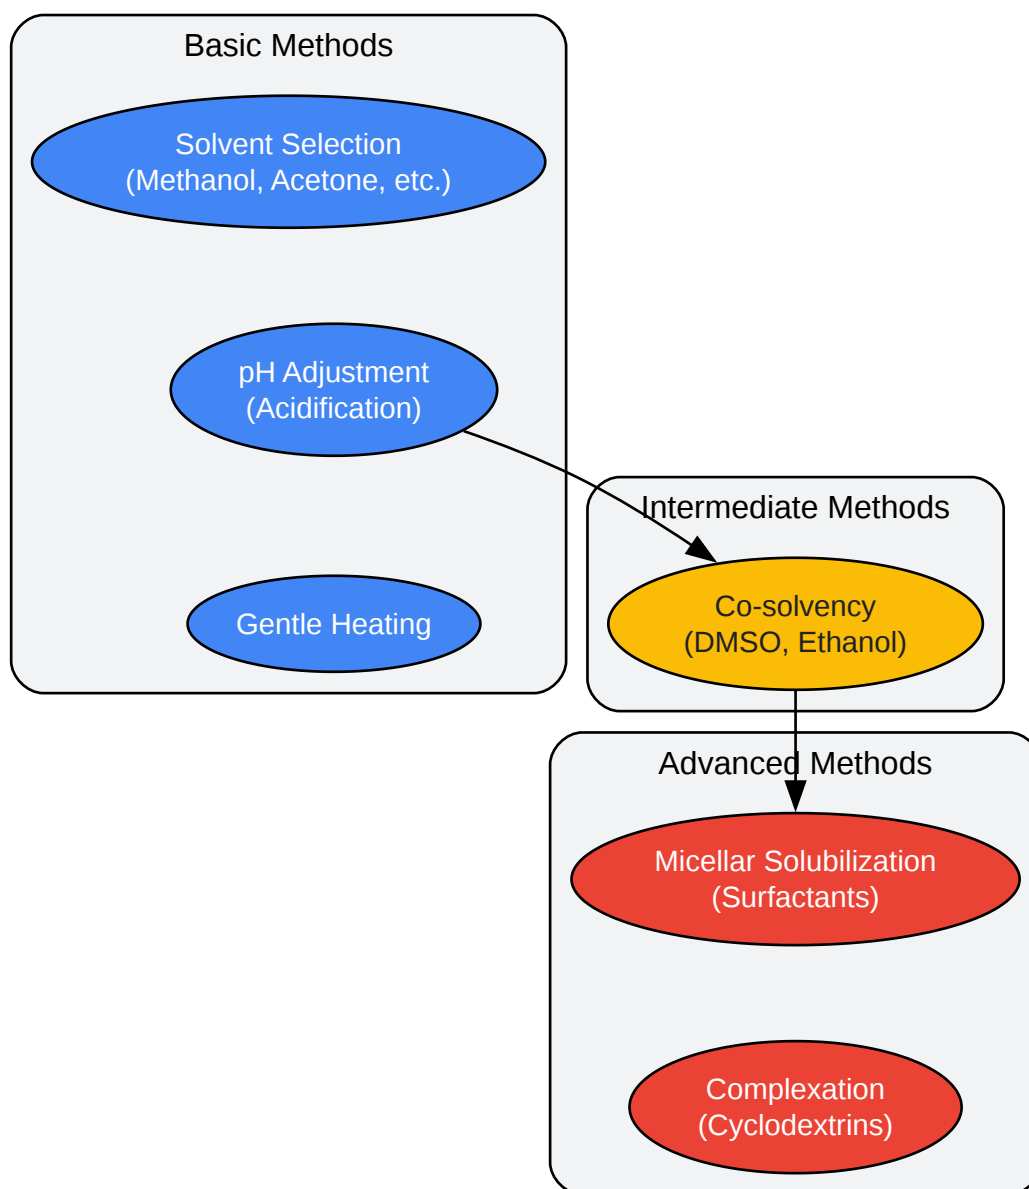 Basic Methods
Solvent Selection
(Methanol, Acetone, etc.)
pH Adjustment
(Acidification)
Gentle Heating
Intermediate Methods
Co-solvency
(DMSO, Ethanol)
Advanced Methods
Micellar Solubilization
(Surfactants)
Complexation
(Cyclodextrins)